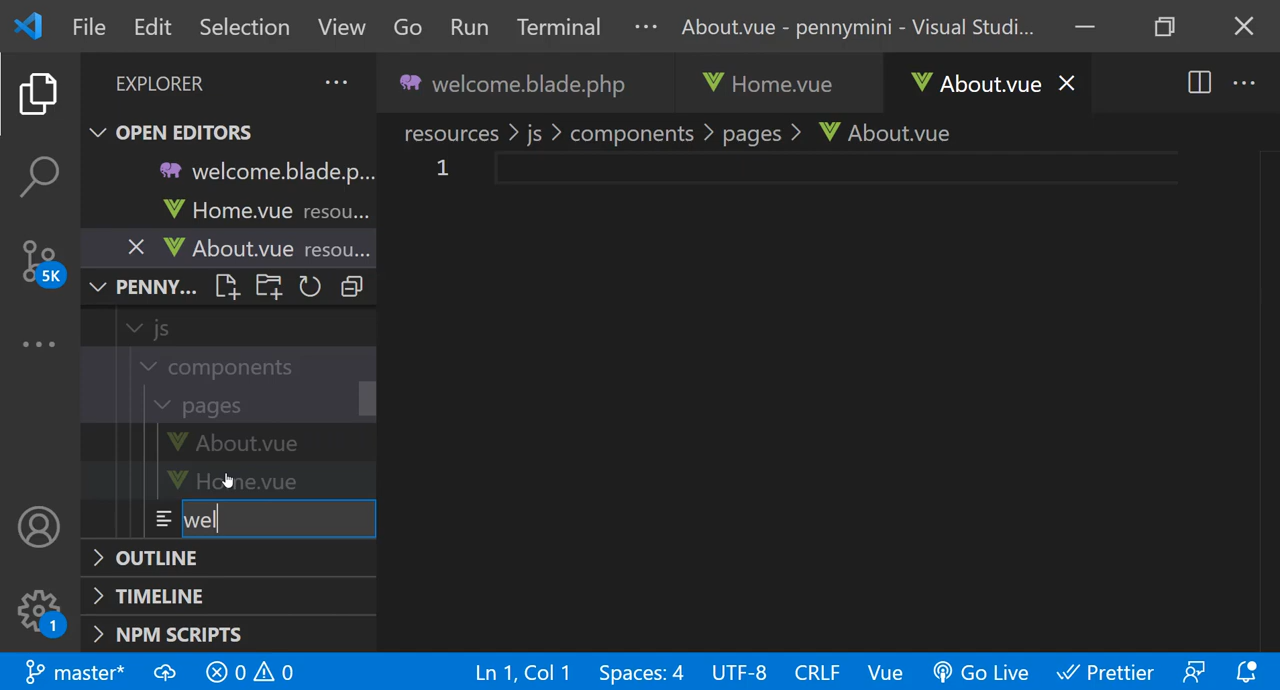 File Edit Selection View Go Run Terminal ··· About.vue - pennymini - Visual Studi...
EXPLORER ···
welcome.blade.php Home.vue About.vue
OPEN EDITORS
resources > js > components > pages > About.vue
welcome.blade.p...
1
Home.vue resou...
About.vue resou...
5K
PENNY...
js
components
pages
About.vue
Home.vue
wel
OUTLINE
TIMELINE
1
NPM SCRIPTS
master* 0 0 Ln 1, Col 1 Spaces: 4 UTF-8 CRLF Vue Go Live Prettier